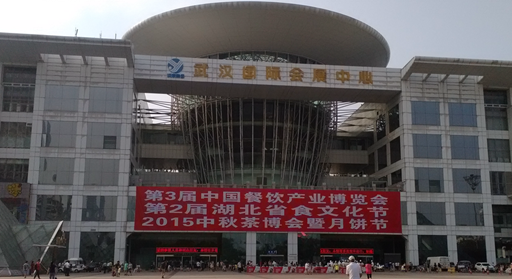 武汉国际会展中心
第3届中国餐饮产业博览会
第2届湖北省食文化节
2015中秋茶博会暨月饼节